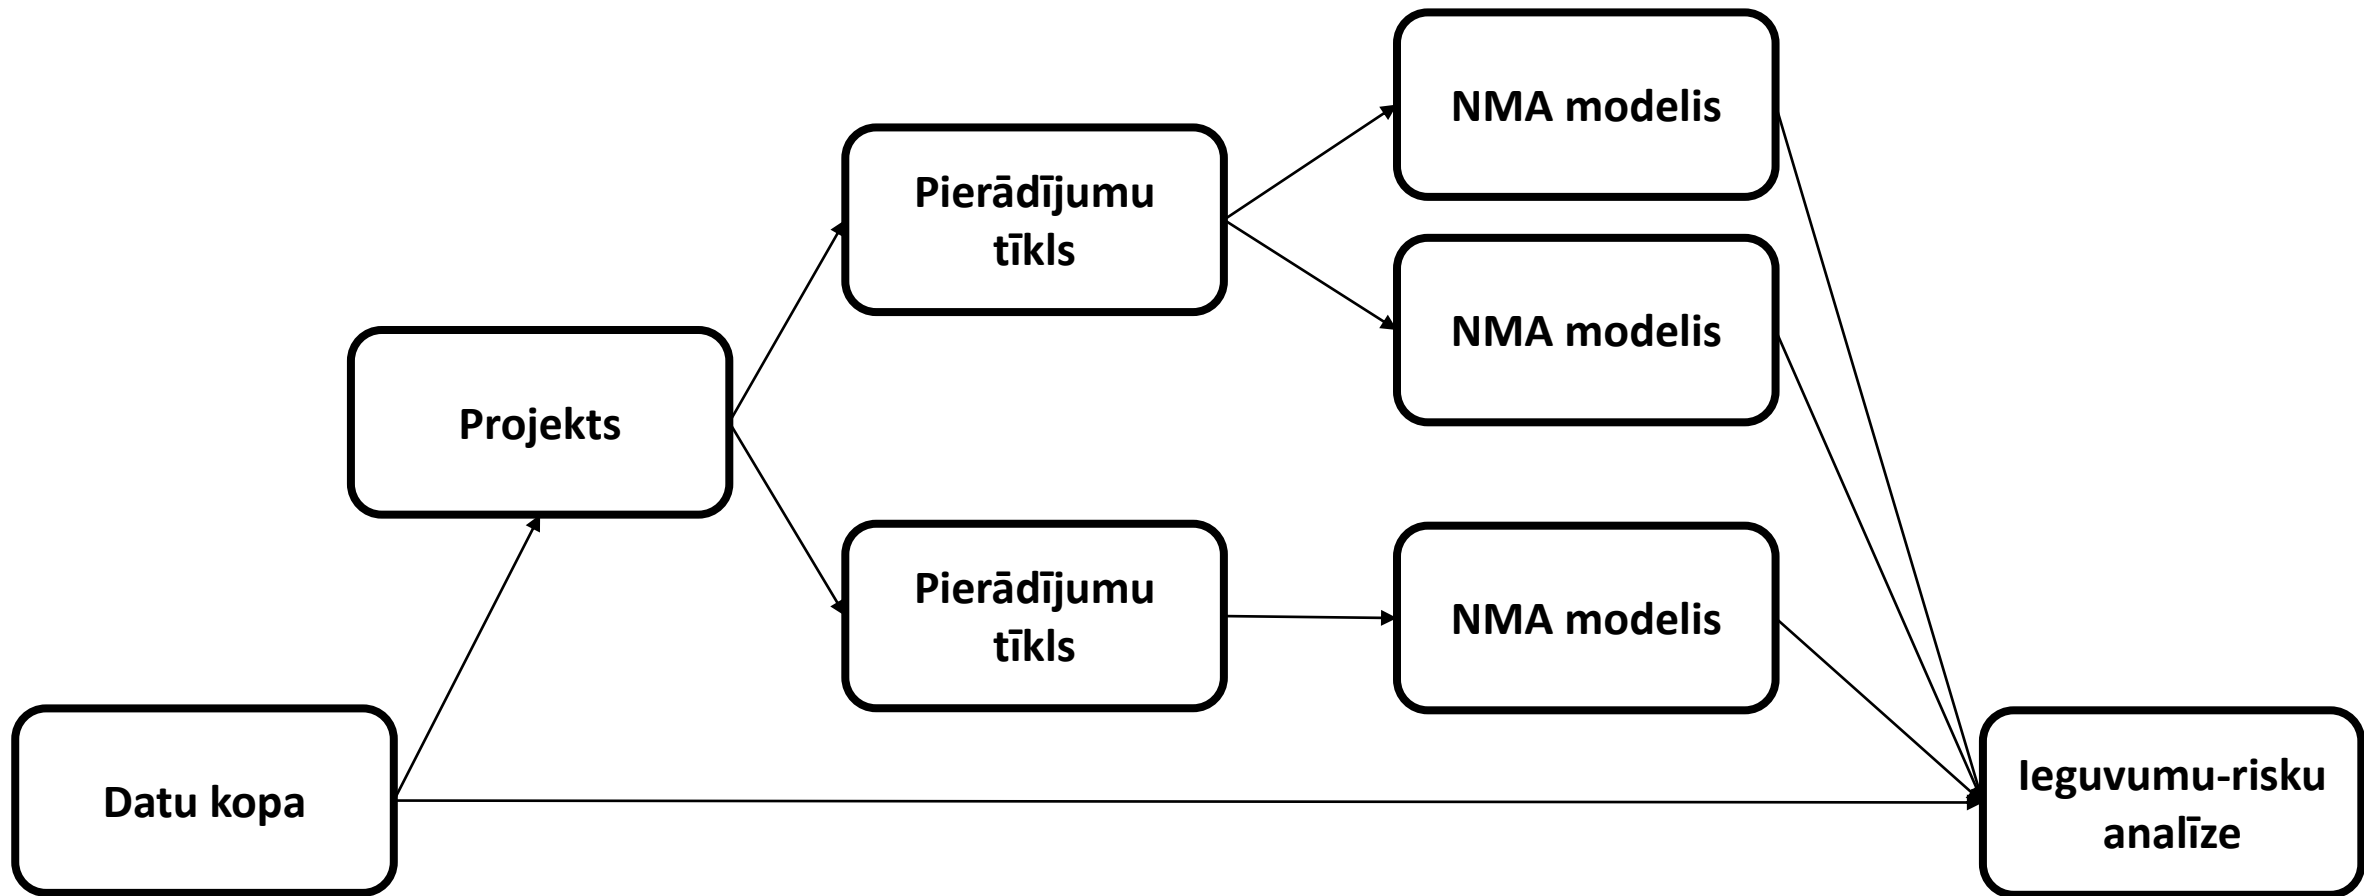 NMA modelis
Pierādījumu
tīkls
NMA modelis
Projekts
Pierādījumu
tīkls
NMA modelis
Datu kopa
Ieguvumu-risku
analīze